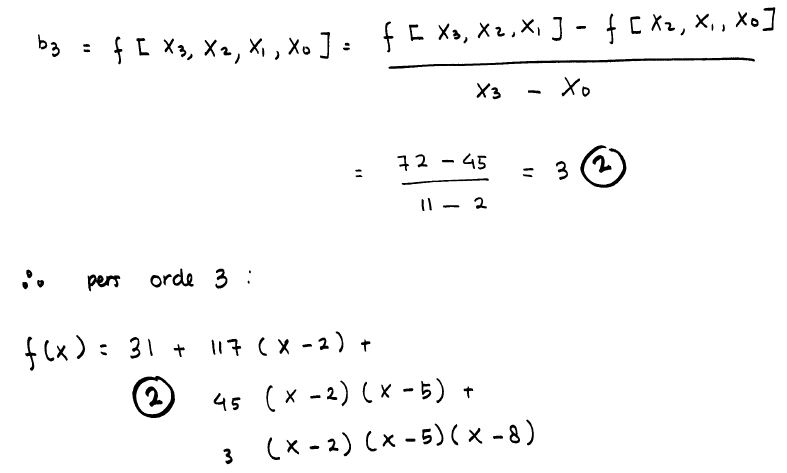 b3 = f [ X3, X2, X1, X0 ] = f [ X3, X2, X1 ] - f [ X2, X1, X0 ] / X3 - X0
= 72 - 45 / 11 - 2 = 3 2
∴ pers orde 3 :
f(x) = 31 + 117 (x - 2) +
2 45 (x - 2) (x - 5) +
3 (x - 2) (x - 5) (x - 8)